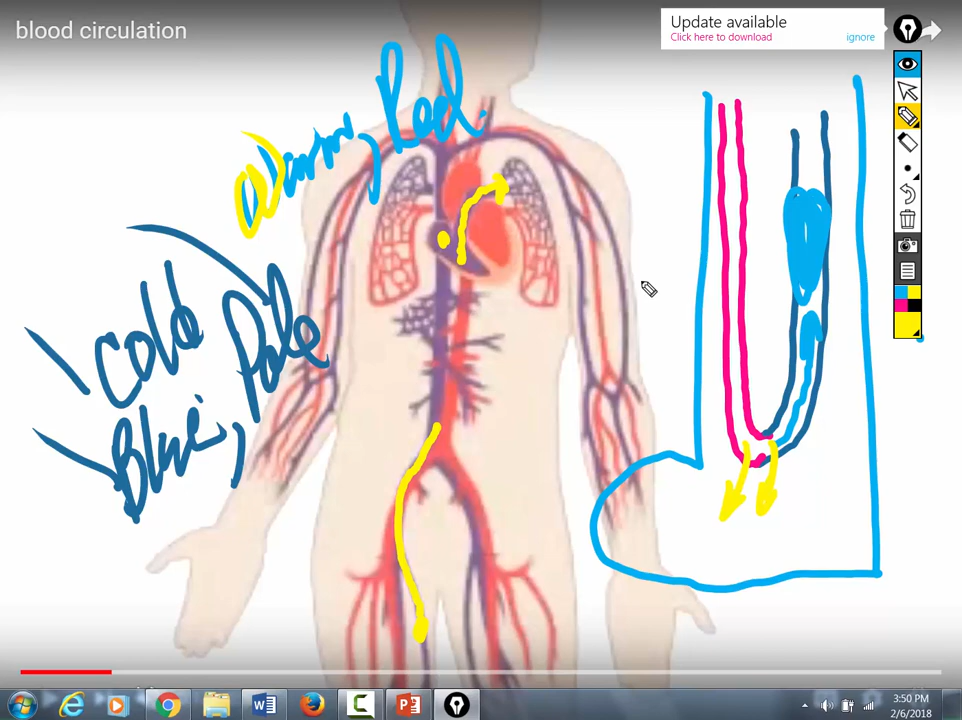 blood circulation
Update available
Click here to download
ignore
Warm, Red.
Cold
Blue, Pale
3:50 PM
2/6/2018